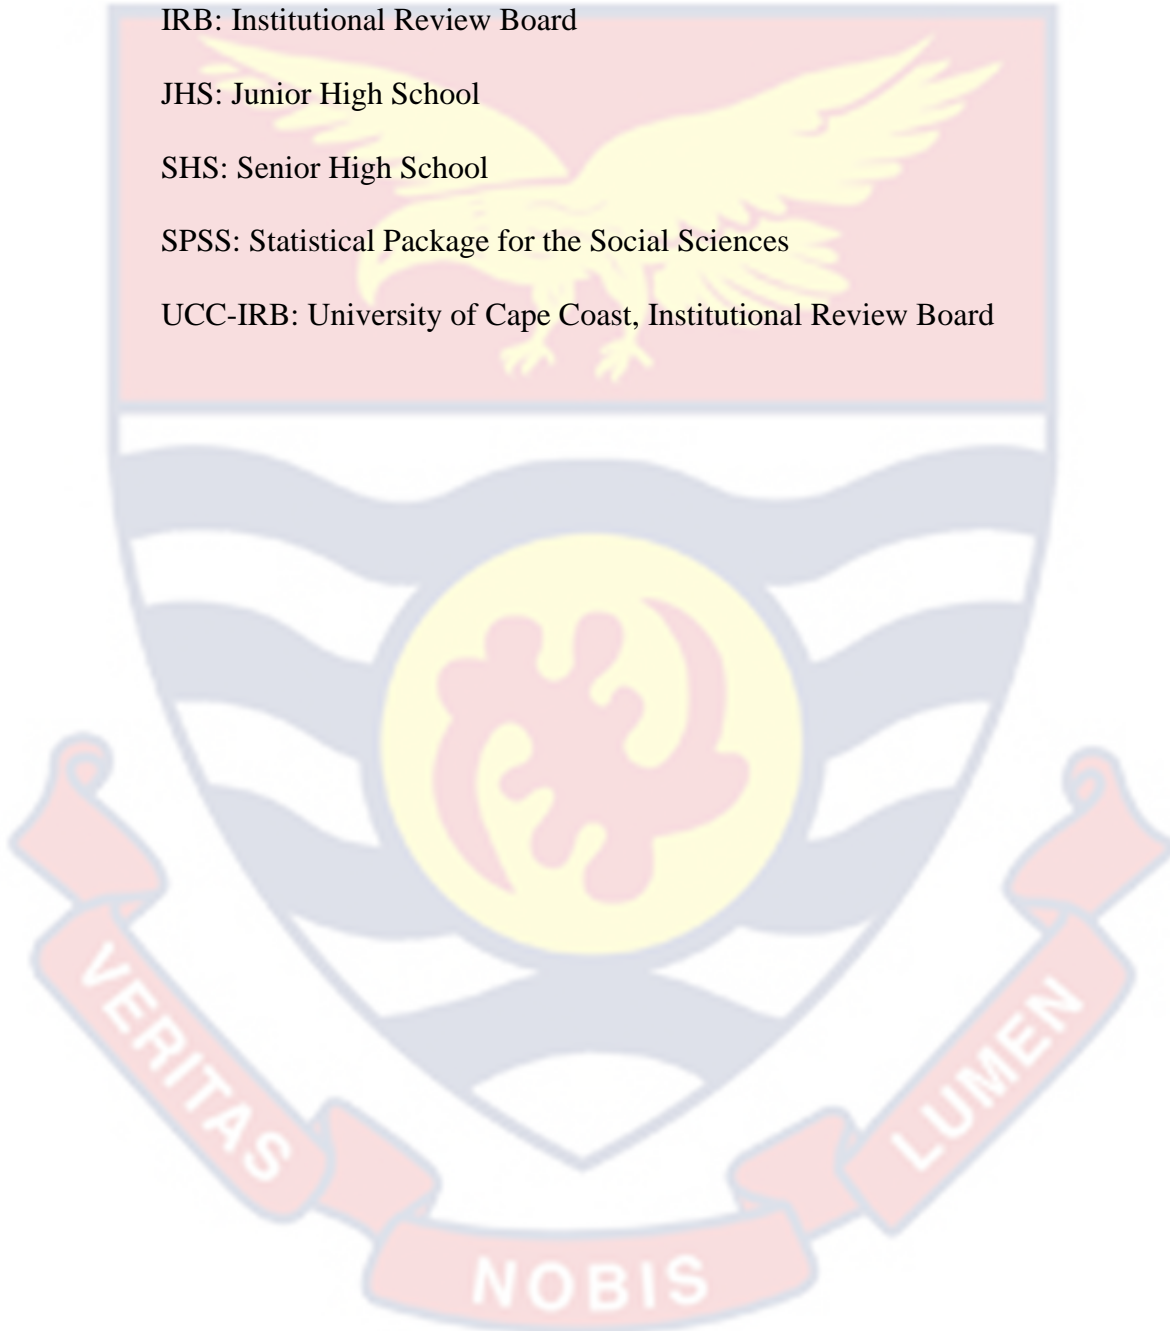 IRB: Institutional Review Board
JHS: Junior High School
SHS: Senior High School
SPSS: Statistical Package for the Social Sciences
UCC-IRB: University of Cape Coast, Institutional Review Board
VERITAS
NOBIS
LUMEN